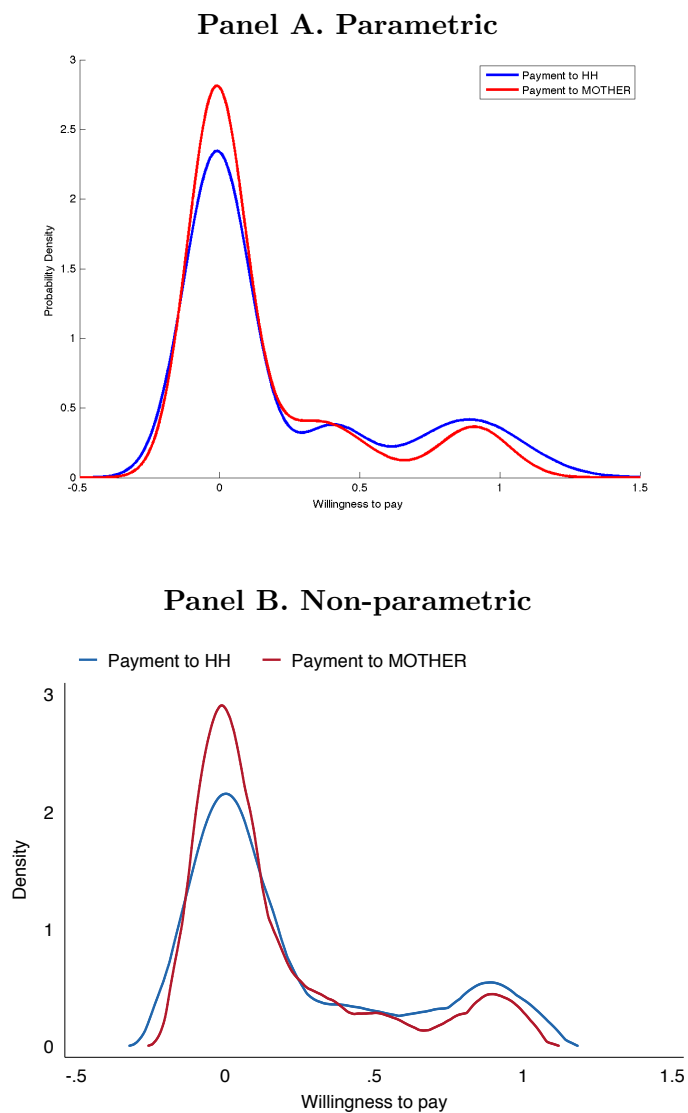 Panel A. Parametric
3
2.5
2
1.5
1
0.5
0
Probability Density
Payment to HH
Payment to MOTHER
-0.5 0 0.5 1 1.5
Willingness to pay
Panel B. Non-parametric
Payment to HH Payment to MOTHER
3
2
1
0
Density
-.5 0 .5 1 1.5
Willingness to pay